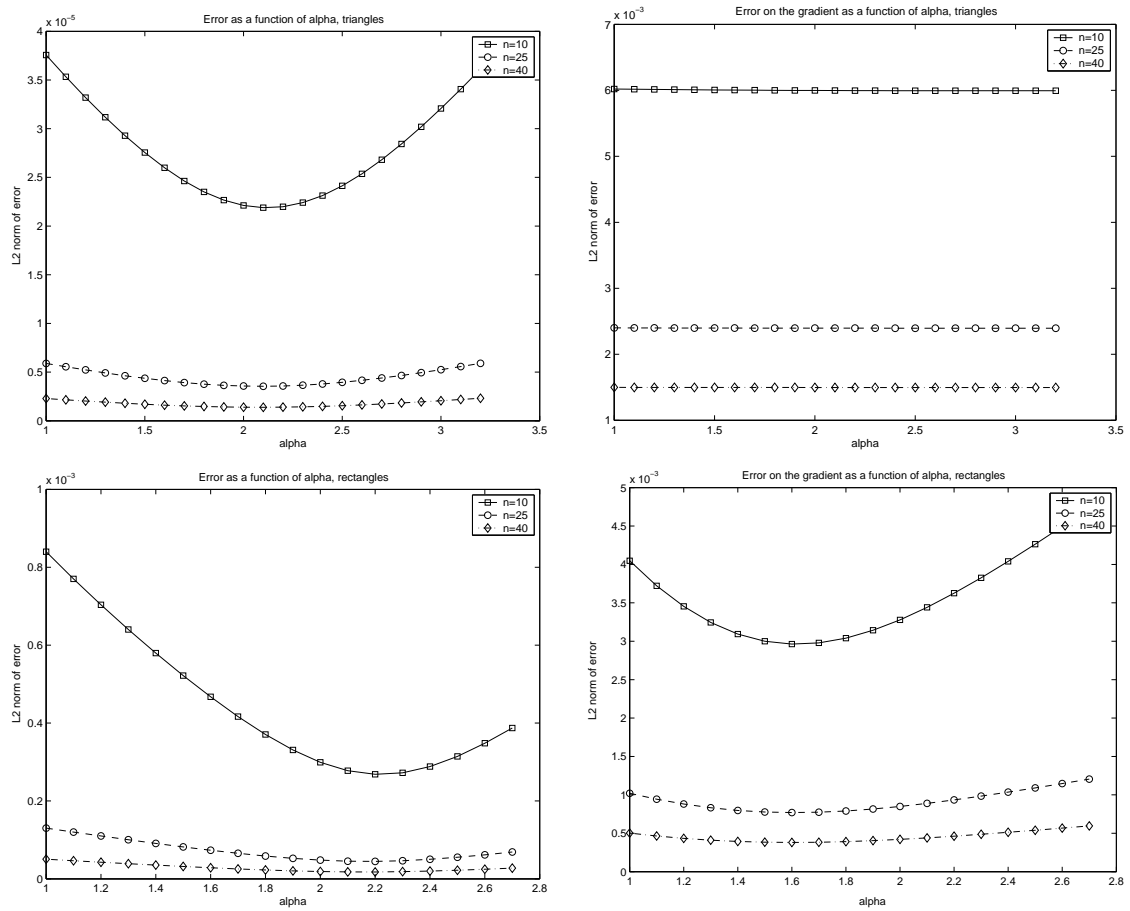 Error as a function of alpha, triangles
x 10⁻⁵
4
3.5
3
2.5
2
1.5
1
0.5
0
L2 norm of error
n=10
n=25
n=40
1 1.5 2 2.5 3 3.5
alpha
Error on the gradient as a function of alpha, triangles
x 10⁻³
7
6
5
4
3
2
1
L2 norm of error
n=10
n=25
n=40
1 1.5 2 2.5 3 3.5
alpha
Error as a function of alpha, rectangles
x 10⁻³
1
0.8
0.6
0.4
0.2
0
L2 norm of error
n=10
n=25
n=40
1 1.2 1.4 1.6 1.8 2 2.2 2.4 2.6 2.8
alpha
Error on the gradient as a function of alpha, rectangles
x 10⁻³
5
4.5
4
3.5
3
2.5
2
1.5
1
0.5
0
L2 norm of error
n=10
n=25
n=40
1 1.2 1.4 1.6 1.8 2 2.2 2.4 2.6 2.8
alpha